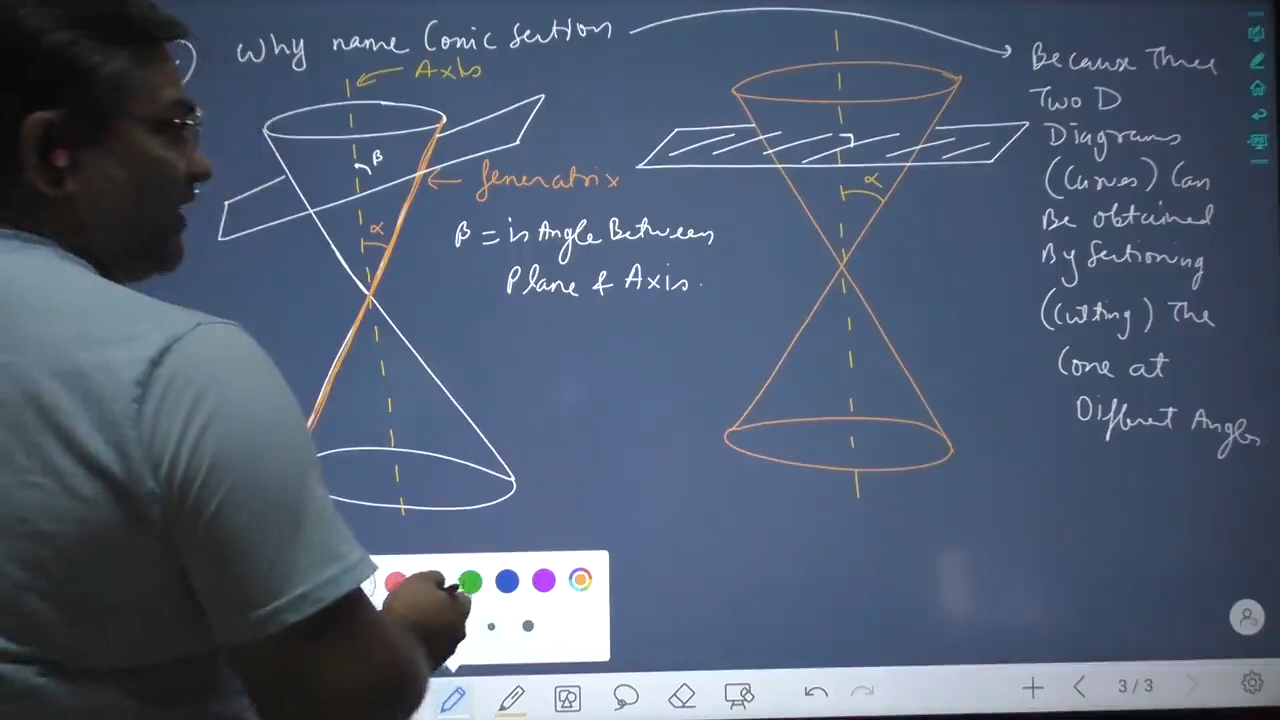 Why name Conic Section
Axis
β
α
Generatrix
β = is Angle Between
Plane & Axis.
α
Because Three
Two D
Diagrams
(Curves) Can
Be obtained
By Sectioning
(Cutting) The
Cone at
Different Angles
3/3